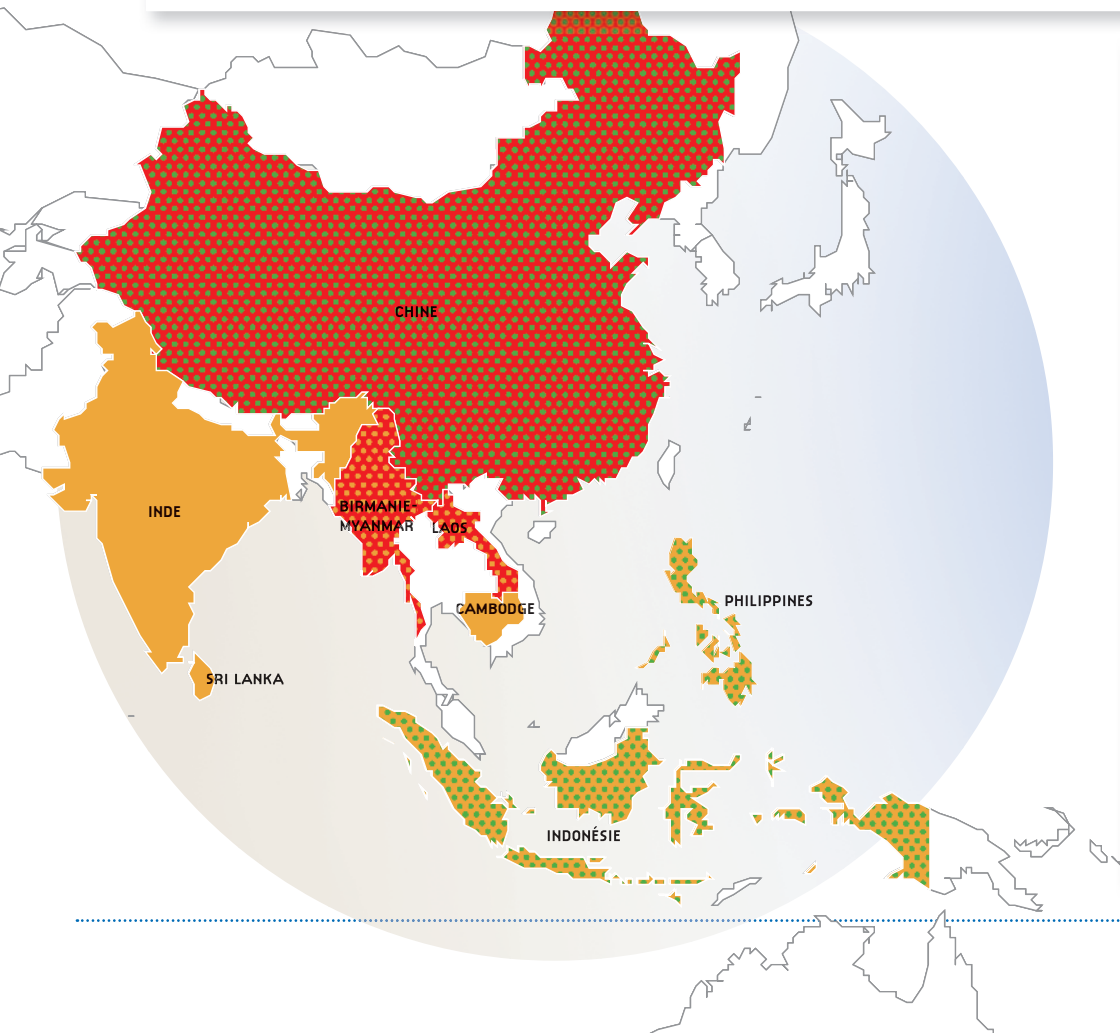 CHINE
INDE
BIRMANIE-
MYANMAR
LAOS
CAMBODGE
PHILIPPINES
SRI LANKA
INDONÉSIE